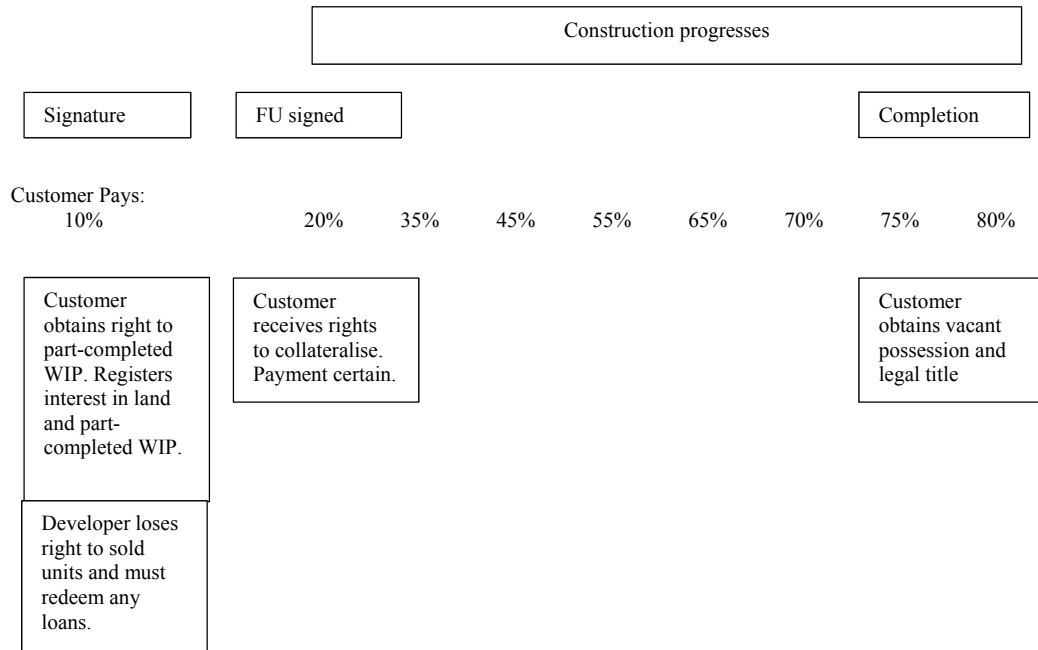 Construction progresses
Signature
FU signed
Completion
Customer Pays:
10%
20%
35%
45%
55%
65%
70%
75%
80%
Customer
obtains right to
part-completed
WIP. Registers
interest in land
and part-
completed WIP.
Customer
receives rights
to collateralise.
Payment certain.
Customer
obtains vacant
possession and
legal title
Developer loses
right to sold
units and must
redeem any
loans.